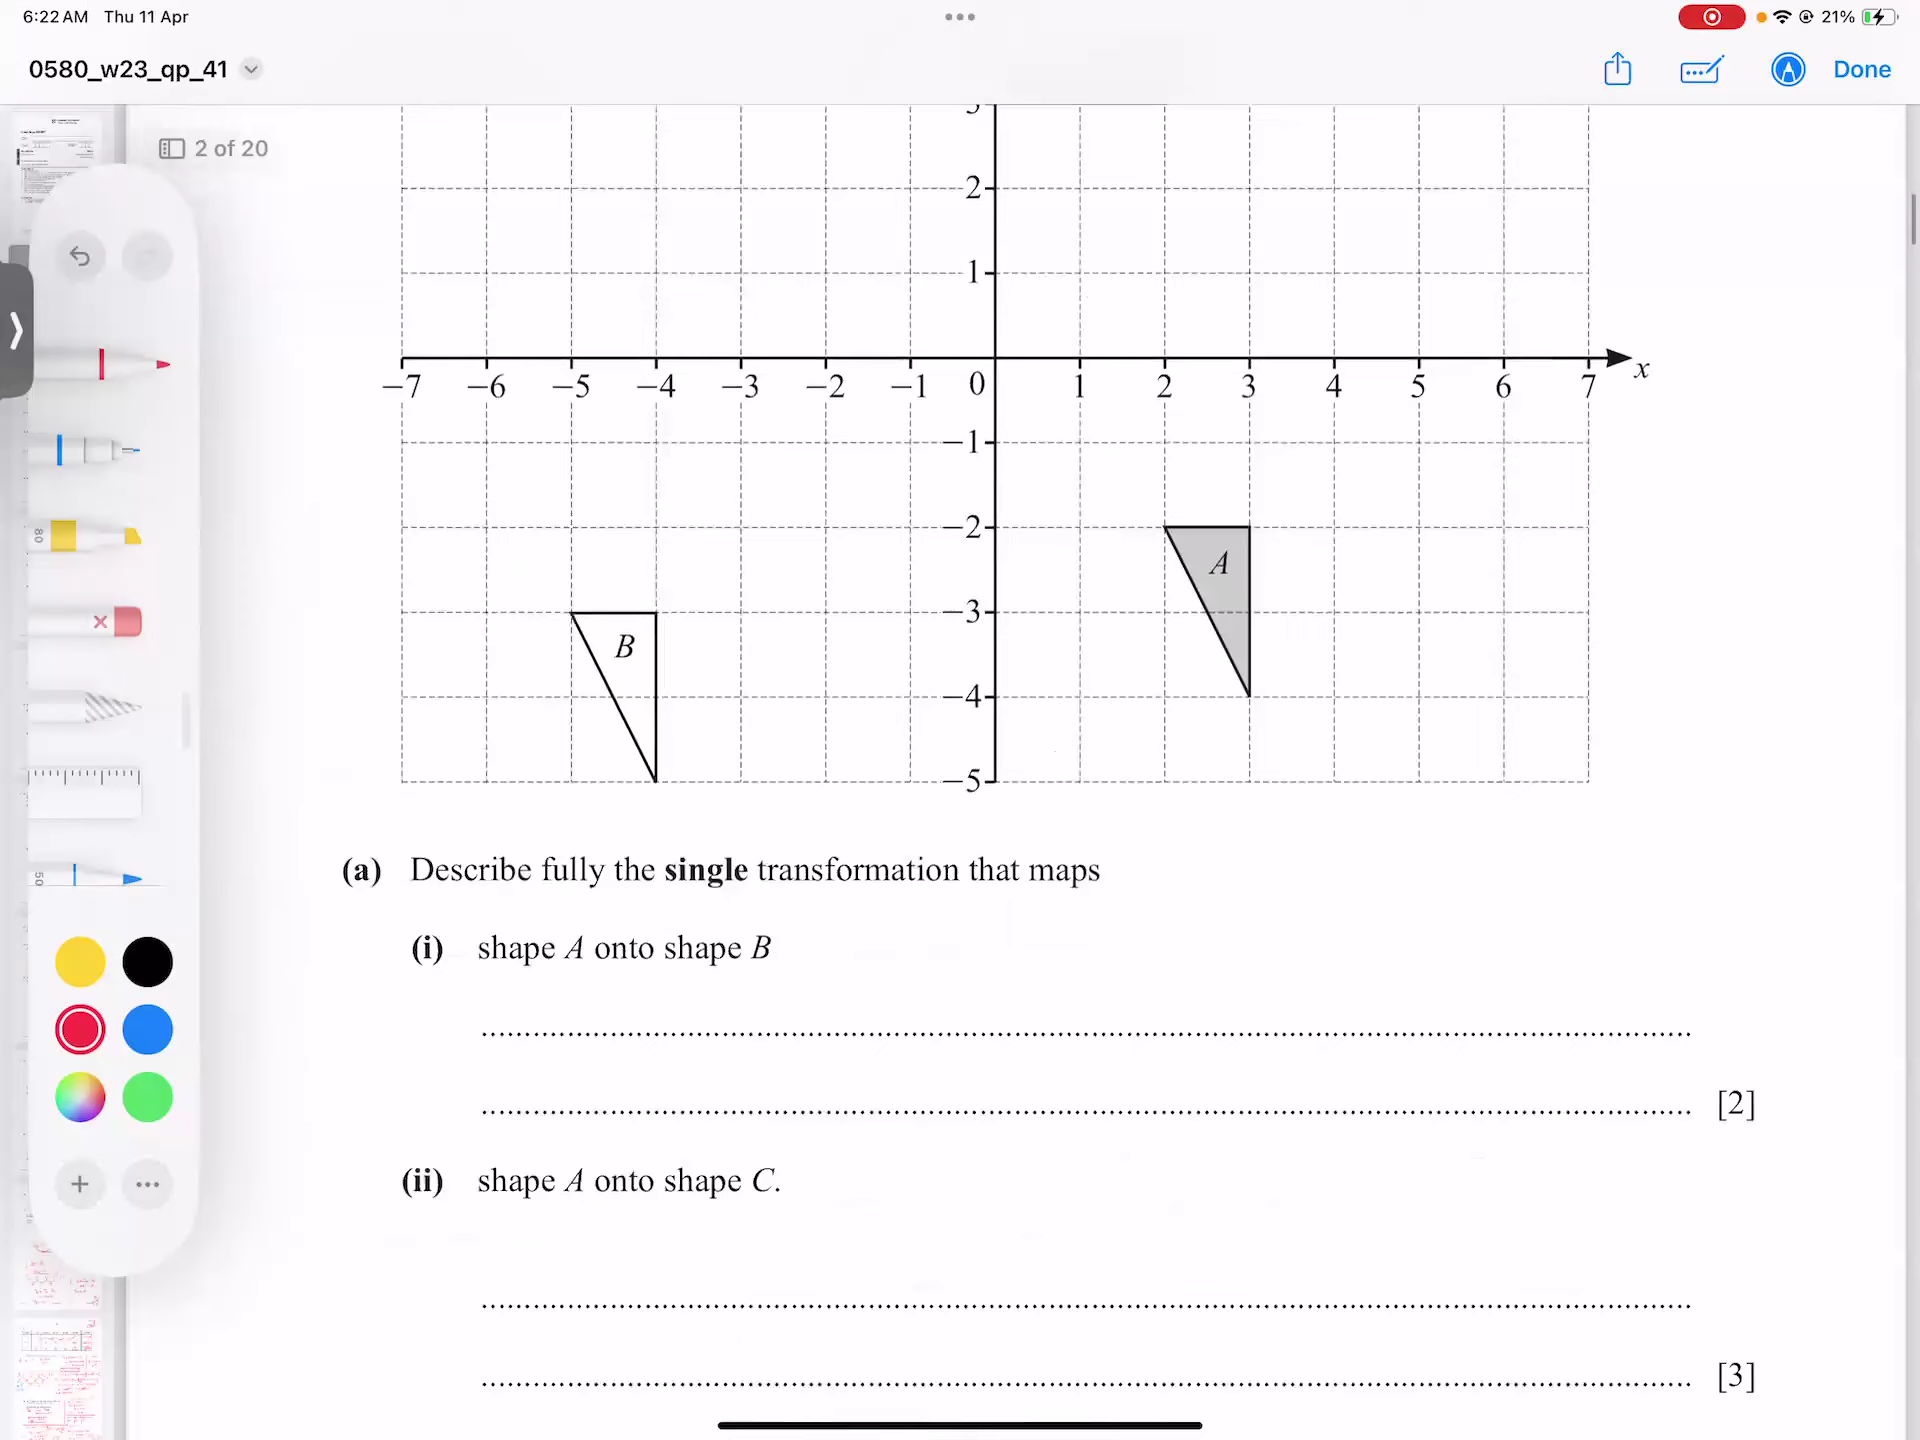 6:22 AM Thu 11 Apr
21%
0580_w23_qp_41
Done
2 of 20
2
1
−7 −6 −5 −4 −3 −2 −1 0 1 2 3 4 5 6 7 x
−1
−2
A
−3
B
−4
−5
80
50
(a) Describe fully the single transformation that maps
(i) shape A onto shape B
[2]
(ii) shape A onto shape C.
[3]